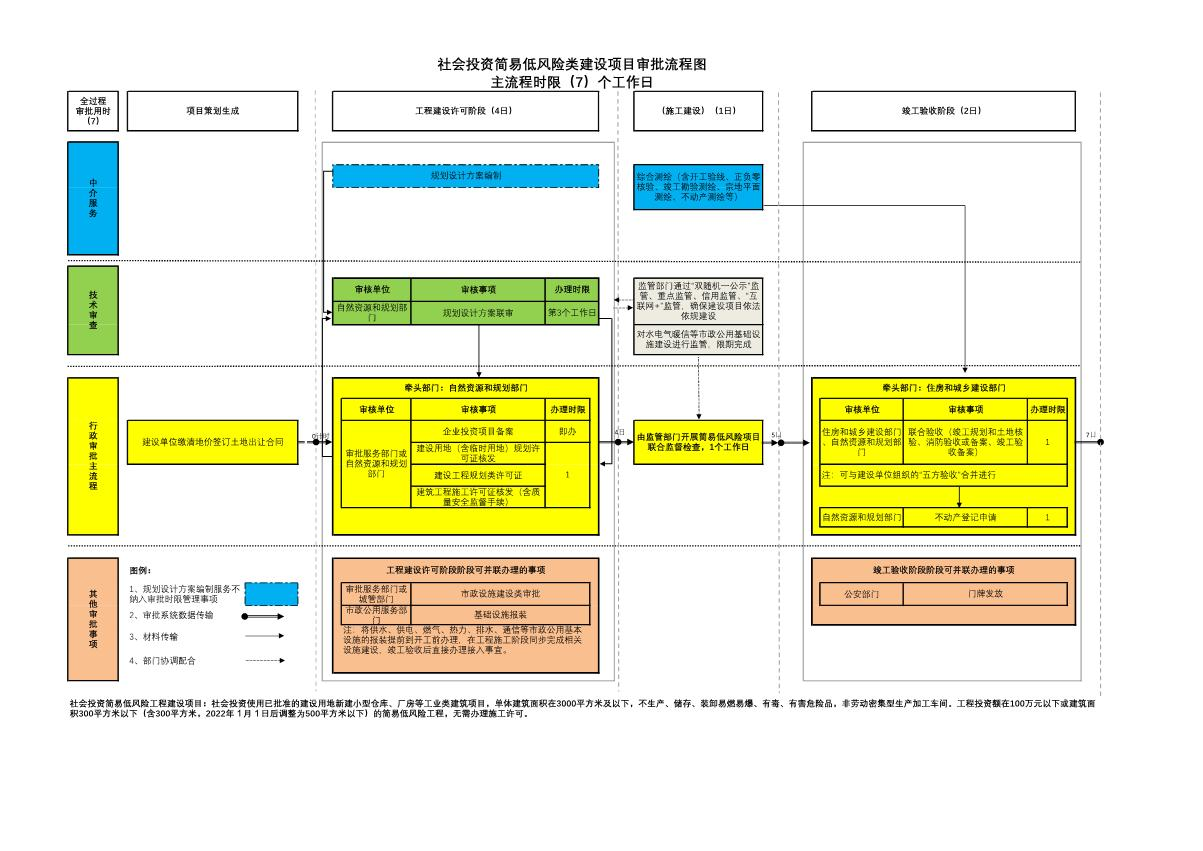 社会投资简易低风险类建设项目审批流程图
主流程时限（7）个工作日
全过程
审批用时
（7）
项目策划生成
工程建设许可阶段（4日）
（施工建设）（1日）
竣工验收阶段（2日）
中
介
服
务
规划设计方案编制
综合测绘（含开工验线、正负零
核验、竣工勘验测绘、宗地平面
测绘、不动产测绘等）
技
术
审
查
审核单位
审核事项
办理时限
自然资源和规划部
门
规划设计方案联审
第3个工作日
监管部门通过“双随机一公示”监
管、重点监管、信用监管、“互
联网+”监管，确保建设项目依法
依规建设
对水电气暖信等市政公用基础设
施建设进行监管，限期完成
行
政
审
批
主
流
程
建设单位缴清地价签订土地出让合同
牵头部门：自然资源和规划部门
审核单位
审核事项
办理时限
审批服务部门或
自然资源和规划
部门
企业投资项目备案
即办
建设用地（含临时用地）规划许
可证核发
建设工程规划类许可证
1
建筑工程施工许可证核发（含质
量安全监督手续）
4日
由监管部门开展简易低风险项目
联合监督检查，1个工作日
5日
牵头部门：住房和城乡建设部门
审核单位
审核事项
办理时限
住房和城乡建设部门
、自然资源和规划部
门
联合验收（竣工规划和土地核
验、消防验收或备案、竣工验
收备案）
1
注：可与建设单位组织的“五方验收”合并进行
自然资源和规划部门
不动产登记申请
1
7日
其
他
审
批
事
项
图例：
1、规划设计方案编制服务不
纳入审批时限管理事项
2、审批系统数据传输
3、材料传输
4、部门协调配合
工程建设许可阶段阶段可并联办理的事项
审批服务部门或
城管部门
市政设施建设类审批
市政公用服务部
门
基础设施报装
注：将供水、供电、燃气、热力、排水、通信等市政公用基本
设施的报装提前到开工前办理，在工程施工阶段同步完成相关
设施建设，竣工验收后直接办理接入事宜。
竣工验收阶段阶段可并联办理的事项
公安部门
门牌发放
社会投资简易低风险工程建设项目：社会投资使用已批准的建设用地新建小型仓库、厂房等工业类建筑项目，单体建筑面积在3000平方米及以下，不生产、储存、装卸易燃易爆、有毒、有害危险品，非劳动密集型生产加工车间。工程投资额在100万元以下或建筑面
积300平方米以下（含300平方米，2022年1月1日后调整为500平方米以下）的简易低风险工程，无需办理施工许可。